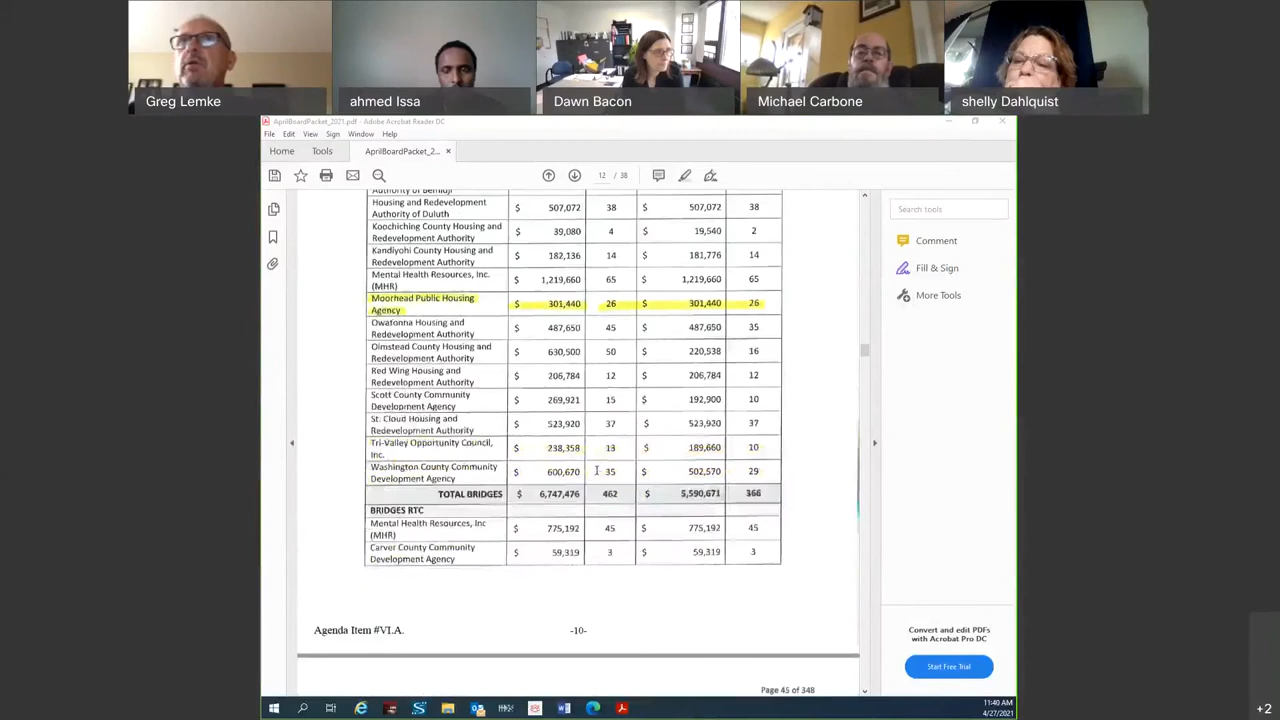 Greg Lemke
ahmed Issa
Dawn Bacon
Michael Carbone
shelly Dahlquist
AprilBoardPacket_2021.pdf - Adobe Acrobat Reader DC
File Edit View Sign Window Help
Home Tools AprilBoardPacket_2... ×
12 / 38
Search tools
Comment
Fill & Sign
More Tools
Authority of Bemidji
Housing and Redevelopment
Authority of Duluth $ 507,072 38 $ 507,072 38
Koochiching County Housing and
Redevelopment Authority $ 39,080 4 $ 19,540 2
Kandiyohi County Housing and
Redevelopment Authority $ 182,136 14 $ 181,776 14
Mental Health Resources, Inc.
(MHR) $ 1,219,660 65 $ 1,219,660 65
Moorhead Public Housing
Agency $ 301,440 26 $ 301,440 26
Owatonna Housing and
Redevelopment Authority $ 487,650 45 $ 487,650 35
Olmstead County Housing and
Redevelopment Authority $ 630,500 50 $ 220,538 16
Red Wing Housing and
Redevelopment Authority $ 206,784 12 $ 206,784 12
Scott County Community
Development Agency $ 269,921 15 $ 192,900 10
St. Cloud Housing and
Redevelopment Authority $ 523,920 37 $ 523,920 37
Tri-Valley Opportunity Council,
Inc. $ 238,358 13 $ 189,660 10
Washington County Community
Development Agency $ 600,670 35 $ 502,570 29
TOTAL BRIDGES $ 6,747,476 462 $ 5,590,671 366
BRIDGES RTC
Mental Health Resources, Inc
(MHR) $ 775,192 45 $ 775,192 45
Carver County Community
Development Agency $ 59,319 3 $ 59,319 3
Agenda Item #VI.A. -10-
Page 45 of 348
Convert and edit PDFs
with Acrobat Pro DC
Start Free Trial
11:40 AM
4/27/2021
+2